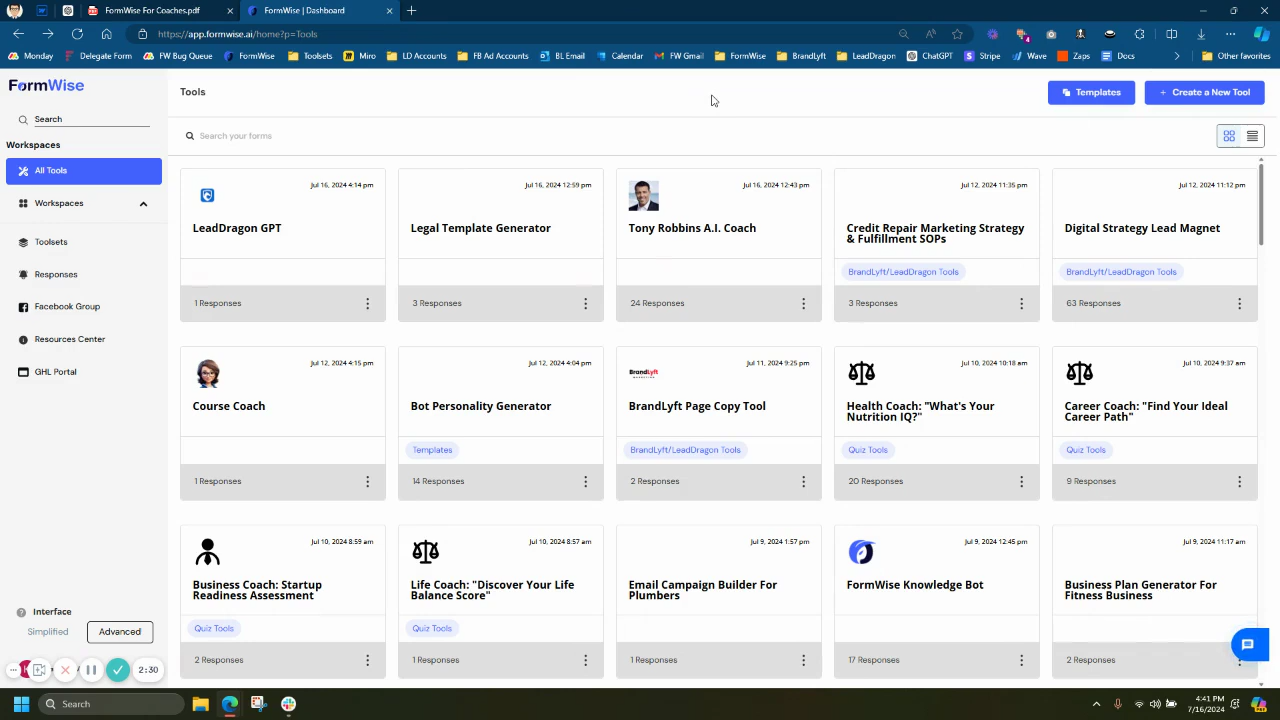 FormWise For Coaches.pdf
FormWise | Dashboard
https://app.formwise.ai/home?p=Tools
Monday
Delegate Form
FW Bug Queue
FormWise
Toolsets
Miro
LD Accounts
FB Ad Accounts
BL Email
Calendar
FW Gmail
FormWise
BrandLyft
LeadDragon
ChatGPT
Stripe
Wave
Zaps
Docs
Other favorites
FormWise
Tools
Templates
+ Create a New Tool
Search
Search your forms
Workspaces
All Tools
Workspaces
Toolsets
Responses
Facebook Group
Resources Center
GHL Portal
Jul 16, 2024 4:14 pm
LeadDragon GPT
1 Responses
Jul 16, 2024 12:59 pm
Legal Template Generator
3 Responses
Jul 16, 2024 12:43 pm
Tony Robbins A.I. Coach
24 Responses
Jul 12, 2024 11:35 pm
Credit Repair Marketing Strategy
& Fulfillment SOPs
BrandLyft/LeadDragon Tools
3 Responses
Jul 12, 2024 11:12 pm
Digital Strategy Lead Magnet
BrandLyft/LeadDragon Tools
63 Responses
Jul 12, 2024 4:15 pm
Course Coach
1 Responses
Jul 12, 2024 4:04 pm
Bot Personality Generator
Templates
14 Responses
BrandLyft
Jul 11, 2024 9:25 pm
BrandLyft Page Copy Tool
BrandLyft/LeadDragon Tools
2 Responses
Jul 10, 2024 10:18 am
Health Coach: "What's Your
Nutrition IQ?"
Quiz Tools
20 Responses
Jul 10, 2024 9:37 am
Career Coach: "Find Your Ideal
Career Path"
Quiz Tools
9 Responses
Jul 10, 2024 8:59 am
Business Coach: Startup
Readiness Assessment
Quiz Tools
2 Responses
Jul 10, 2024 8:57 am
Life Coach: "Discover Your Life
Balance Score"
Quiz Tools
1 Responses
Jul 9, 2024 1:57 pm
Email Campaign Builder For
Plumbers
1 Responses
Jul 9, 2024 12:45 pm
FormWise Knowledge Bot
17 Responses
Jul 9, 2024 11:17 am
Business Plan Generator For
Fitness Business
2 Responses
Interface
Simplified
Advanced
2:30
Search
4:41 PM
7/16/2024